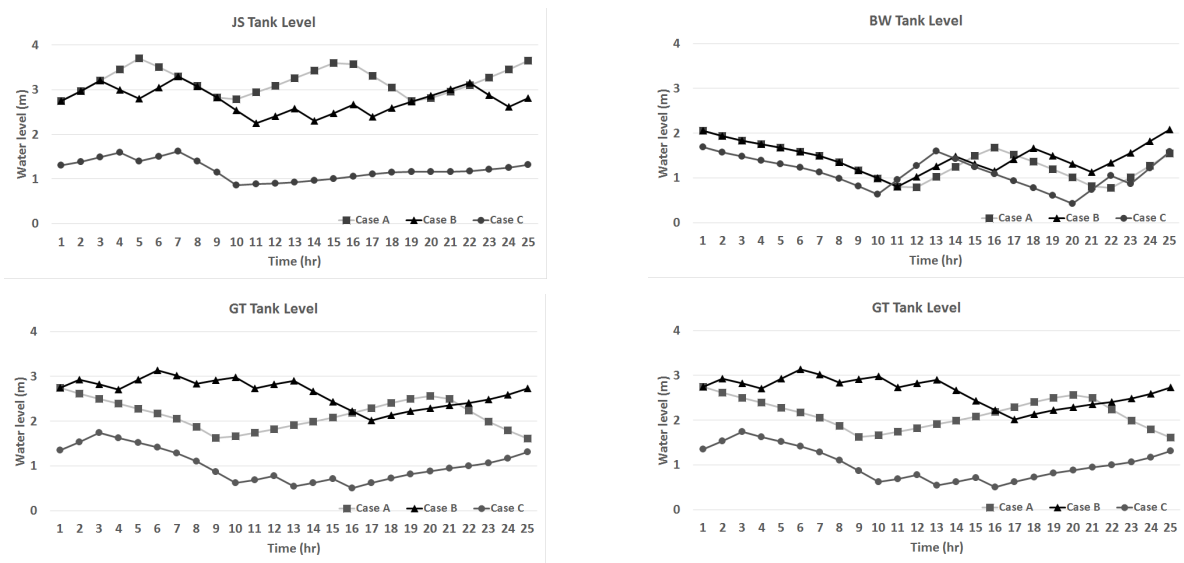 JS Tank Level
4
3
2
1
0
Water level (m)
Case A Case B Case C
1 2 3 4 5 6 7 8 9 10 11 12 13 14 15 16 17 18 19 20 21 22 23 24 25
Time (hr)
BW Tank Level
4
3
2
1
0
Water level (m)
Case A Case B Case C
1 2 3 4 5 6 7 8 9 10 11 12 13 14 15 16 17 18 19 20 21 22 23 24 25
Time (hr)
GT Tank Level
4
3
2
1
0
Water level (m)
Case A Case B Case C
1 2 3 4 5 6 7 8 9 10 11 12 13 14 15 16 17 18 19 20 21 22 23 24 25
Time (hr)
GT Tank Level
4
3
2
1
0
Water level (m)
Case A Case B Case C
1 2 3 4 5 6 7 8 9 10 11 12 13 14 15 16 17 18 19 20 21 22 23 24 25
Time (hr)